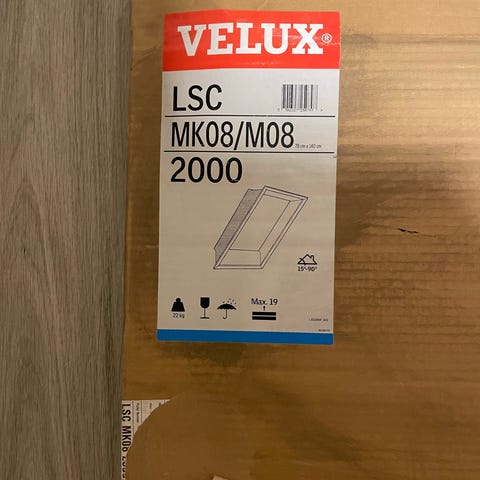 VELUX®
LSC
MK08/M08 78 cm x 140 cm
2000
15°-90°
22 kg
Max. 19
LSC MK08